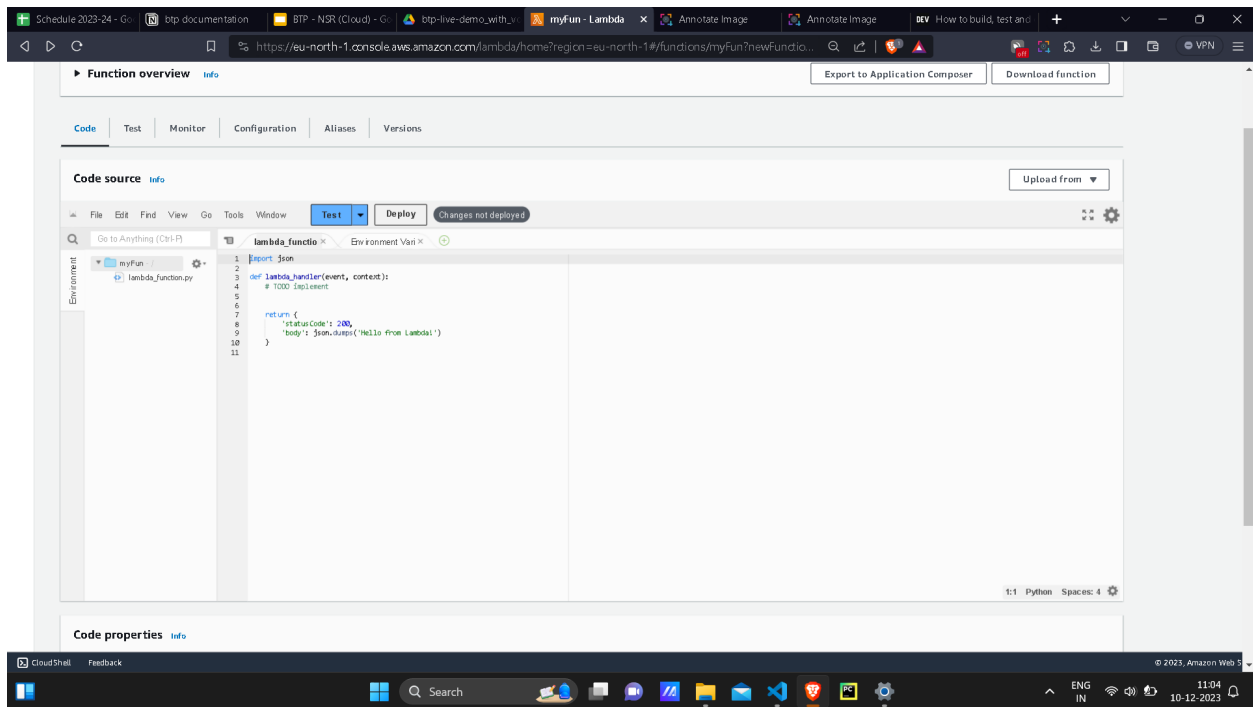 Schedule 2023-24 - Go
btp documentation
BTP - NSR (Cloud) - Go
btp-live-demo_with_vo
myFun - Lambda
Annotate Image
Annotate Image
DEV How to build, test and
https://eu-north-1.console.aws.amazon.com/lambda/home?region=eu-north-1#/functions/myFun?newFunctio...
1
off
VPN
Function overview Info
Export to Application Composer
Download function
Code Test Monitor Configuration Aliases Versions
Code source Info
Upload from
File Edit Find View Go Tools Window Test Deploy Changes not deployed
Go to Anything (Ctrl-P)
lambda_functio × Environment Vari ×
Environment
myFun - /
lambda_function.py
1 import json
2
3 def lambda_handler(event, context):
4 # TODO implement
5
6
7 return {
8 'statusCode': 200,
9 'body': json.dumps('Hello from Lambda!')
10 }
11
1:1 Python Spaces: 4
Code properties Info
CloudShell Feedback
© 2023, Amazon Web S
Search
PC
ENG
IN
11:04
10-12-2023